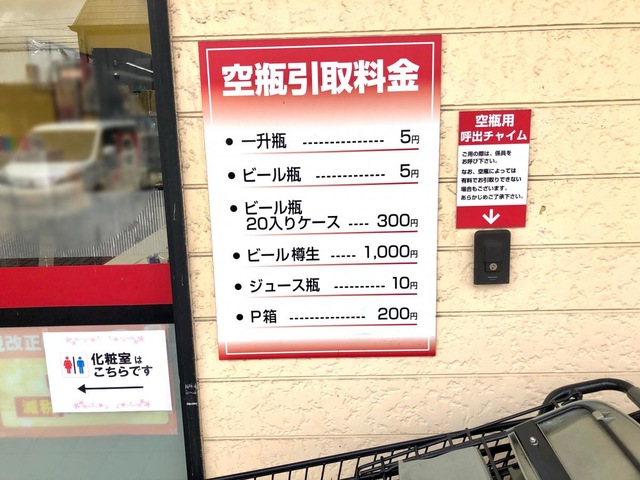 空瓶引取料金
● 一升瓶 --------------- 5円
● ビール瓶 ------------- 5円
● ビール瓶
20入りケース ---- 300円
● ビール樽生 ----- 1,000円
● ジュース瓶 ---------- 10円
● P箱 --------------- 200円
空瓶用
呼出チャイム
ご用の際は、係員を
お呼び下さい。
なお、空瓶によっては
有料でお引取りできない
場合もございます。
あらかじめご了承下さい。
化粧室は
こちらです
改正